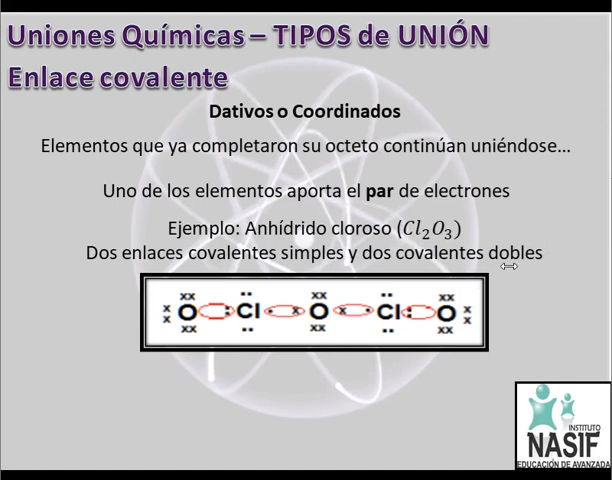 Uniones Químicas – TIPOS de UNIÓN
Enlace covalente
Dativos o Coordinados
Elementos que ya completaron su octeto continúan uniéndose...
Uno de los elementos aporta el par de electrones
Ejemplo: Anhídrido cloroso (Cl₂O₃)
Dos enlaces covalentes simples y dos covalentes dobles
O Cl O Cl O
INSTITUTO
NASIF
EDUCACIÓN DE AVANZADA